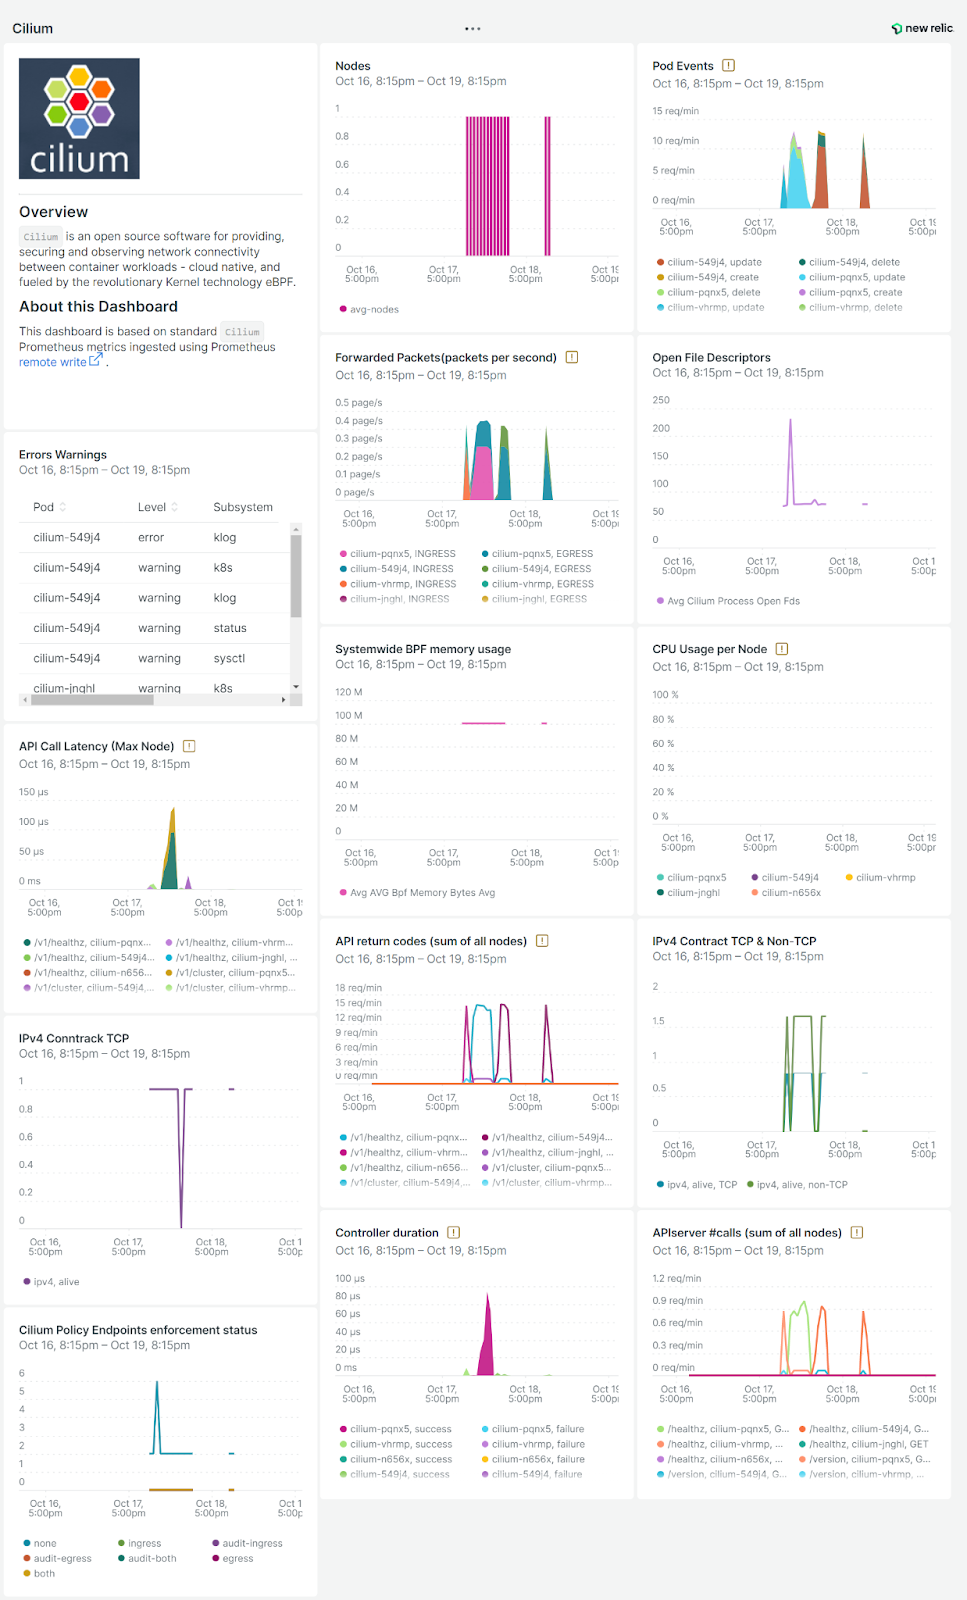 Cilium
...
new relic.
cilium
Overview
Cilium is an open source software for providing,
securing and observing network connectivity
between container workloads - cloud native, and
fueled by the revolutionary Kernel technology eBPF.
About this Dashboard
This dashboard is based on standard Cilium
Prometheus metrics ingested using Prometheus
remote write .
Errors Warnings
Oct 16, 8:15pm – Oct 19, 8:15pm
Pod Level Subsystem
cilium-549j4 error klog
cilium-549j4 warning k8s
cilium-549j4 warning klog
cilium-549j4 warning status
cilium-549j4 warning sysctl
cilium-jnghl warning k8s
API Call Latency (Max Node)
Oct 16, 8:15pm – Oct 19, 8:15pm
150 µs
100 µs
50 µs
0 ms
Oct 16, Oct 17, Oct 18, Oct 1
5:00pm 5:00pm 5:00pm 5:00p
/v1/healthz, cilium-pqnx... /v1/healthz, cilium-vhrm...
/v1/healthz, cilium-549j4... /v1/healthz, cilium-jnghl, ...
/v1/healthz, cilium-n656... /v1/cluster, cilium-pqnx5...
/v1/cluster, cilium-549j4,... /v1/cluster, cilium-vhrmp...
IPv4 Conntrack TCP
Oct 16, 8:15pm – Oct 19, 8:15pm
1
0.8
0.6
0.4
0.2
0
Oct 16, Oct 17, Oct 18, Oct 1
5:00pm 5:00pm 5:00pm 5:00p
ipv4, alive
Cilium Policy Endpoints enforcement status
Oct 16, 8:15pm – Oct 19, 8:15pm
6
5
4
3
2
1
0
Oct 16, Oct 17, Oct 18, Oct 1
5:00pm 5:00pm 5:00pm 5:00p
none ingress audit-ingress
audit-egress audit-both egress
both
Nodes
Oct 16, 8:15pm – Oct 19, 8:15pm
1
0.8
0.6
0.4
0.2
0
Oct 16, Oct 17, Oct 18, Oct 19
5:00pm 5:00pm 5:00pm 5:00p
avg-nodes
Forwarded Packets(packets per second)
Oct 16, 8:15pm – Oct 19, 8:15pm
0.5 page/s
0.4 page/s
0.3 page/s
0.2 page/s
0.1 page/s
0 page/s
Oct 16, Oct 17, Oct 18, Oct 19
5:00pm 5:00pm 5:00pm 5:00p
cilium-pqnx5, INGRESS cilium-pqnx5, EGRESS
cilium-549j4, INGRESS cilium-549j4, EGRESS
cilium-vhrmp, INGRESS cilium-vhrmp, EGRESS
cilium-jnghl, INGRESS cilium-jnghl, EGRESS
Systemwide BPF memory usage
Oct 16, 8:15pm – Oct 19, 8:15pm
120 M
100 M
80 M
60 M
40 M
20 M
0
Oct 16, Oct 17, Oct 18, Oct 19
5:00pm 5:00pm 5:00pm 5:00p
Avg AVG Bpf Memory Bytes Avg
API return codes (sum of all nodes)
Oct 16, 8:15pm – Oct 19, 8:15pm
18 req/min
15 req/min
12 req/min
9 req/min
6 req/min
3 req/min
0 req/min
Oct 16, Oct 17, Oct 18, Oct 19
5:00pm 5:00pm 5:00pm 5:00p
/v1/healthz, cilium-pqnx... /v1/healthz, cilium-549j4...
/v1/healthz, cilium-vhrm... /v1/healthz, cilium-jnghl, ...
/v1/healthz, cilium-n656... /v1/cluster, cilium-pqnx5...
/v1/cluster, cilium-549j4,... /v1/cluster, cilium-vhrmp...
Controller duration
Oct 16, 8:15pm – Oct 19, 8:15pm
100 µs
80 µs
60 µs
40 µs
20 µs
0 ms
Oct 16, Oct 17, Oct 18, Oct 19
5:00pm 5:00pm 5:00pm 5:00p
cilium-pqnx5, success cilium-pqnx5, failure
cilium-vhrmp, success cilium-vhrmp, failure
cilium-n656x, success cilium-n656x, failure
cilium-549j4, success cilium-549j4, failure
Pod Events
Oct 16, 8:15pm – Oct 19, 8:15pm
15 req/min
10 req/min
5 req/min
0 req/min
Oct 16, Oct 17, Oct 18, Oct 19
5:00pm 5:00pm 5:00pm 5:00p
cilium-549j4, update cilium-549j4, delete
cilium-549j4, create cilium-pqnx5, update
cilium-pqnx5, delete cilium-pqnx5, create
cilium-vhrmp, update cilium-vhrmp, delete
Open File Descriptors
Oct 16, 8:15pm – Oct 19, 8:15pm
250
200
150
100
50
0
Oct 16, Oct 17, Oct 18, Oct 19
5:00pm 5:00pm 5:00pm 5:00p
Avg Cilium Process Open Fds
CPU Usage per Node
Oct 16, 8:15pm – Oct 19, 8:15pm
100 %
80 %
60 %
40 %
20 %
0 %
Oct 16, Oct 17, Oct 18, Oct 19
5:00pm 5:00pm 5:00pm 5:00p
cilium-pqnx5 cilium-549j4 cilium-vhrmp
cilium-jnghl cilium-n656x
IPv4 Contract TCP & Non-TCP
Oct 16, 8:15pm – Oct 19, 8:15pm
2
1.5
1
0.5
0
Oct 16, Oct 17, Oct 18, Oct 1
5:00pm 5:00pm 5:00pm 5:00p
ipv4, alive, TCP ipv4, alive, non-TCP
APIserver #calls (sum of all nodes)
Oct 16, 8:15pm – Oct 19, 8:15pm
1.2 req/min
0.9 req/min
0.6 req/min
0.3 req/min
0 req/min
Oct 16, Oct 17, Oct 18, Oct 19
5:00pm 5:00pm 5:00pm 5:00p
/healthz, cilium-pqnx5, G... /healthz, cilium-549j4, G...
/healthz, cilium-vhrmp, ... /healthz, cilium-jnghl, GET
/healthz, cilium-n656x, ... /version, cilium-pqnx5, G...
/version, cilium-549j4, G... /version, cilium-vhrmp, ...